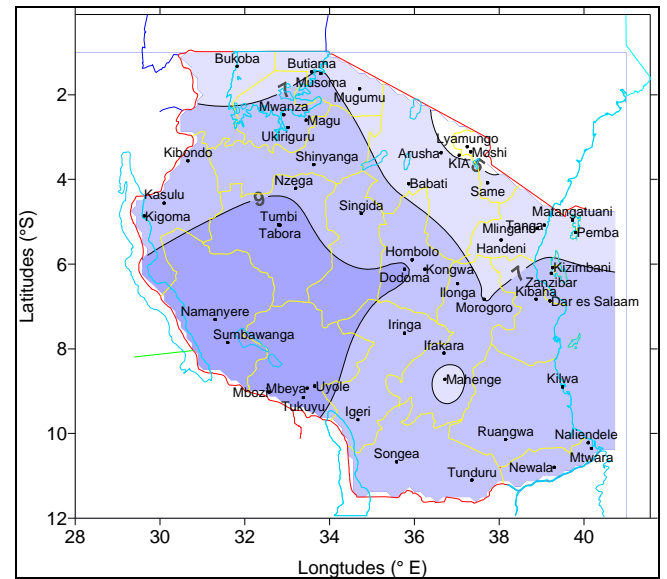 Bukoba
Butiama
Musoma
2
7
Mugumu
Mwanza
Magu
Ukiriguru
Lyamungo
Moshi
Kibondo
Shinyanga
Arusha
KIA
5
4
Nzega
Babati
Same
Kasulu
9
Singida
Matangatuani
Kigoma
Tumbi
Tabora
Mlingano
Tanga
Pemba
Handeni
Hombolo
6
Dodoma
Kongwa
7
Kizimbani
Zanzibar
Ilonga
Kibaha
Namanyere
Morogoro
Dar es Salaam
Sumbawanga
Iringa
Ifakara
8
Mbozi
Mbeya
Uyole
Mahenge
Kilwa
Tukuyu
Igeri
10
Ruangwa
Naliendele
Songea
Mtwara
Tunduru
Newala
12
28
30
32
34
36
38
40
42
Latitudes (°S)
Longtudes (° E)